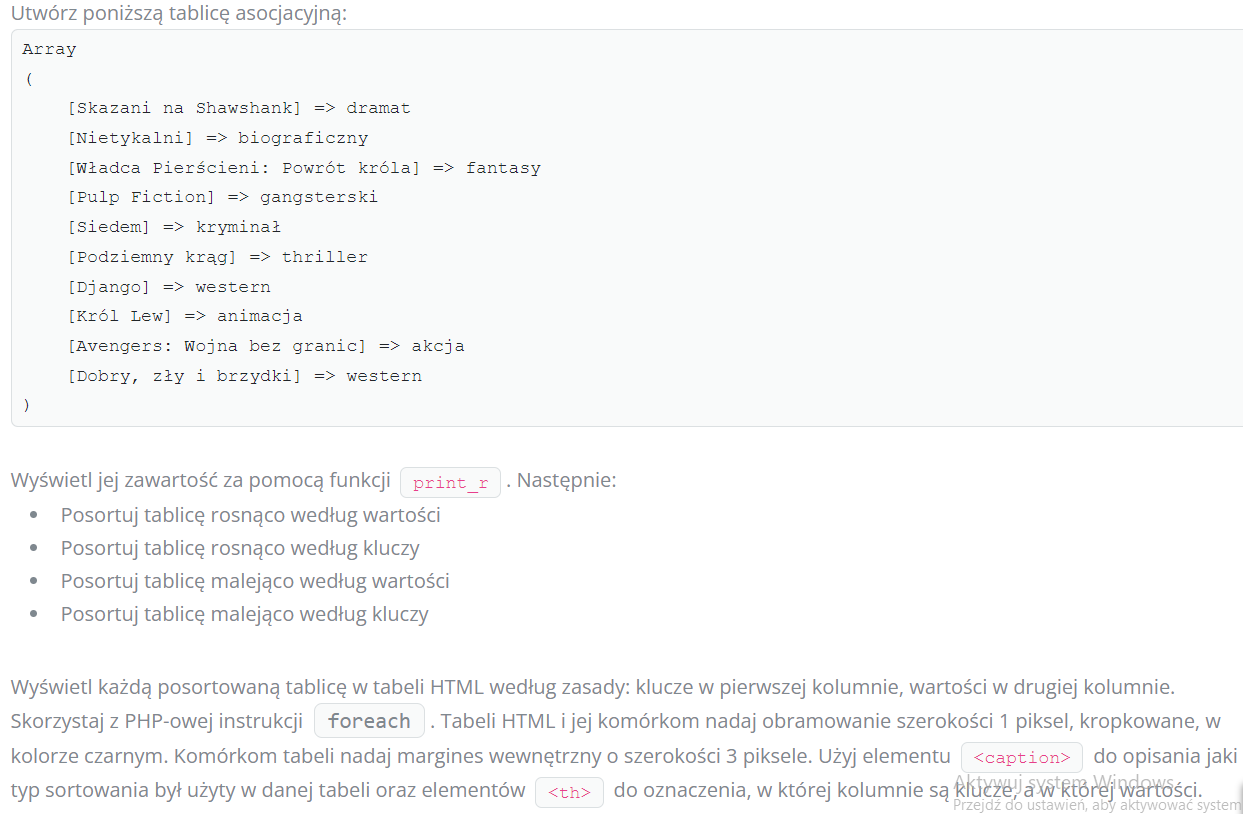 Utwórz poniższą tablicę asocjacyjną:
Array
(
[Skazani na Shawshank] => dramat
[Nietykalni] => biograficzny
[Władca Pierścieni: Powrót króla] => fantasy
[Pulp Fiction] => gangsterski
[Siedem] => kryminał
[Podziemny krąg] => thriller
[Django] => western
[Król Lew] => animacja
[Avengers: Wojna bez granic] => akcja
[Dobry, zły i brzydki] => western
)
Wyświetl jej zawartość za pomocą funkcji print_r . Następnie:
• Posortuj tablicę rosnąco według wartości
• Posortuj tablicę rosnąco według kluczy
• Posortuj tablicę malejąco według wartości
• Posortuj tablicę malejąco według kluczy
Wyświetl każdą posortowaną tablicę w tabeli HTML według zasady: klucze w pierwszej kolumnie, wartości w drugiej kolumnie.
Skorzystaj z PHP-owej instrukcji foreach . Tabeli HTML i jej komórkom nadaj obramowanie szerokości 1 piksel, kropkowane, w
kolorze czarnym. Komórkom tabeli nadaj margines wewnętrzny o szerokości 3 piksele. Użyj elementu <caption> do opisania jaki
typ sortowania był użyty w danej tabeli oraz elementów <th> do oznaczenia, w której kolumnie są klucze, a w której wartości.
Aktywuj system Windows
Przejdź do ustawień, aby aktywować system